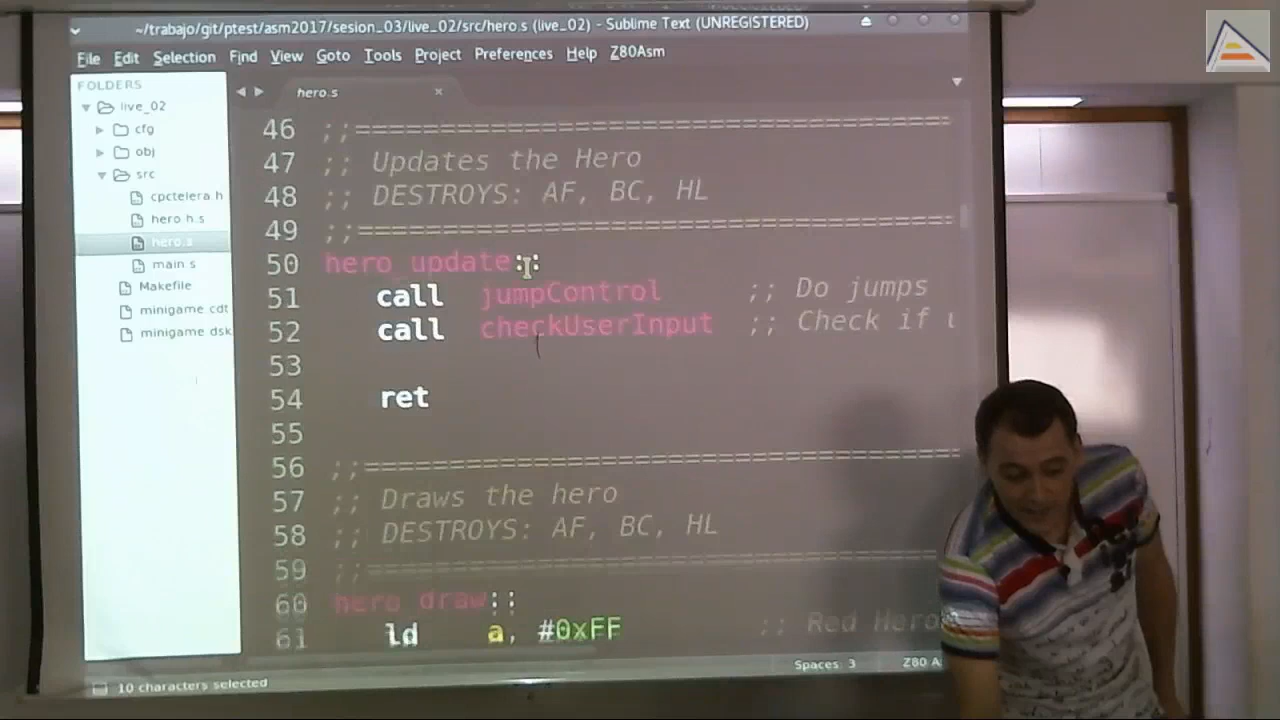 ~/trabajo/git/ptest/asm2017/sesion_03/live_02/src/hero.s (live_02) - Sublime Text (UNREGISTERED)
File Edit Selection Find View Goto Tools Project Preferences Help Z80Asm
FOLDERS
live_02
cfg
obj
src
cpctelera.h
hero.h.s
hero.s
main.s
Makefile
minigame.cdt
minigame.dsk
hero.s
46 ;;====================================
47 ;; Updates the Hero
48 ;; DESTROYS: AF, BC, HL
49 ;;====================================
50 hero_update::
51 call jumpControl ;; Do jumps
52 call checkUserInput ;; Check if
53
54 ret
55
56 ;;====================================
57 ;; Draws the hero
58 ;; DESTROYS: AF, BC, HL
59 ;;====================================
60 hero_draw::
61 ld a, #0xFF ;; Red Hero
10 characters selected
Spaces: 3
Z80 A